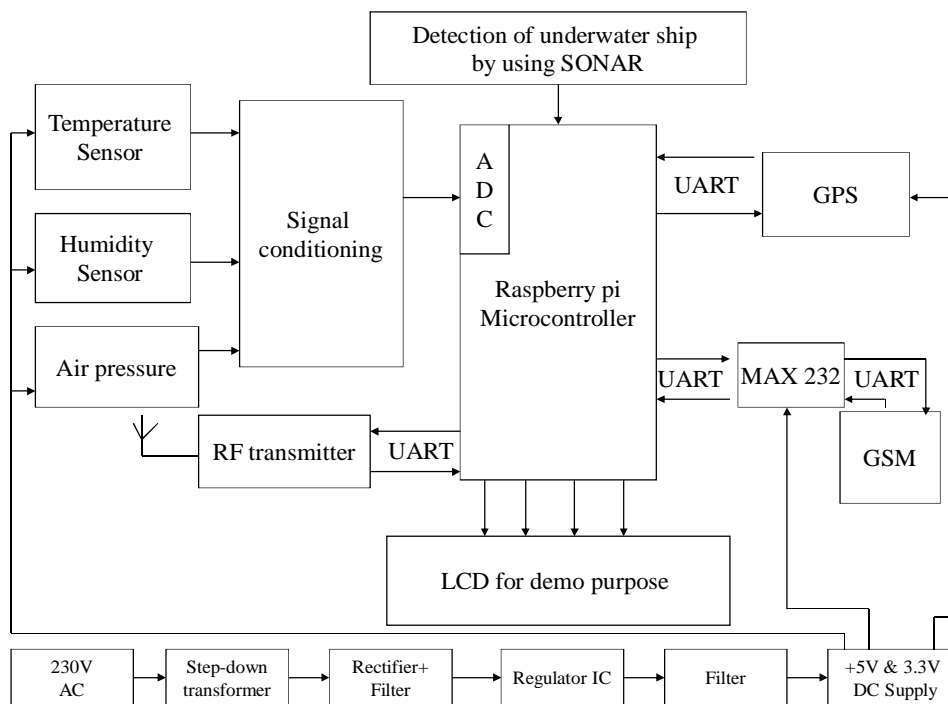 Detection of underwater ship
by using SONAR
Temperature
Sensor
Humidity
Sensor
Air pressure
Signal
conditioning
A
D
C
Raspberry pi
Microcontroller
UART
GPS
UART
MAX 232
UART
GSM
RF transmitter
UART
LCD for demo purpose
230V
AC
Step-down
transformer
Rectifier+
Filter
Regulator IC
Filter
+5V & 3.3V
DC Supply